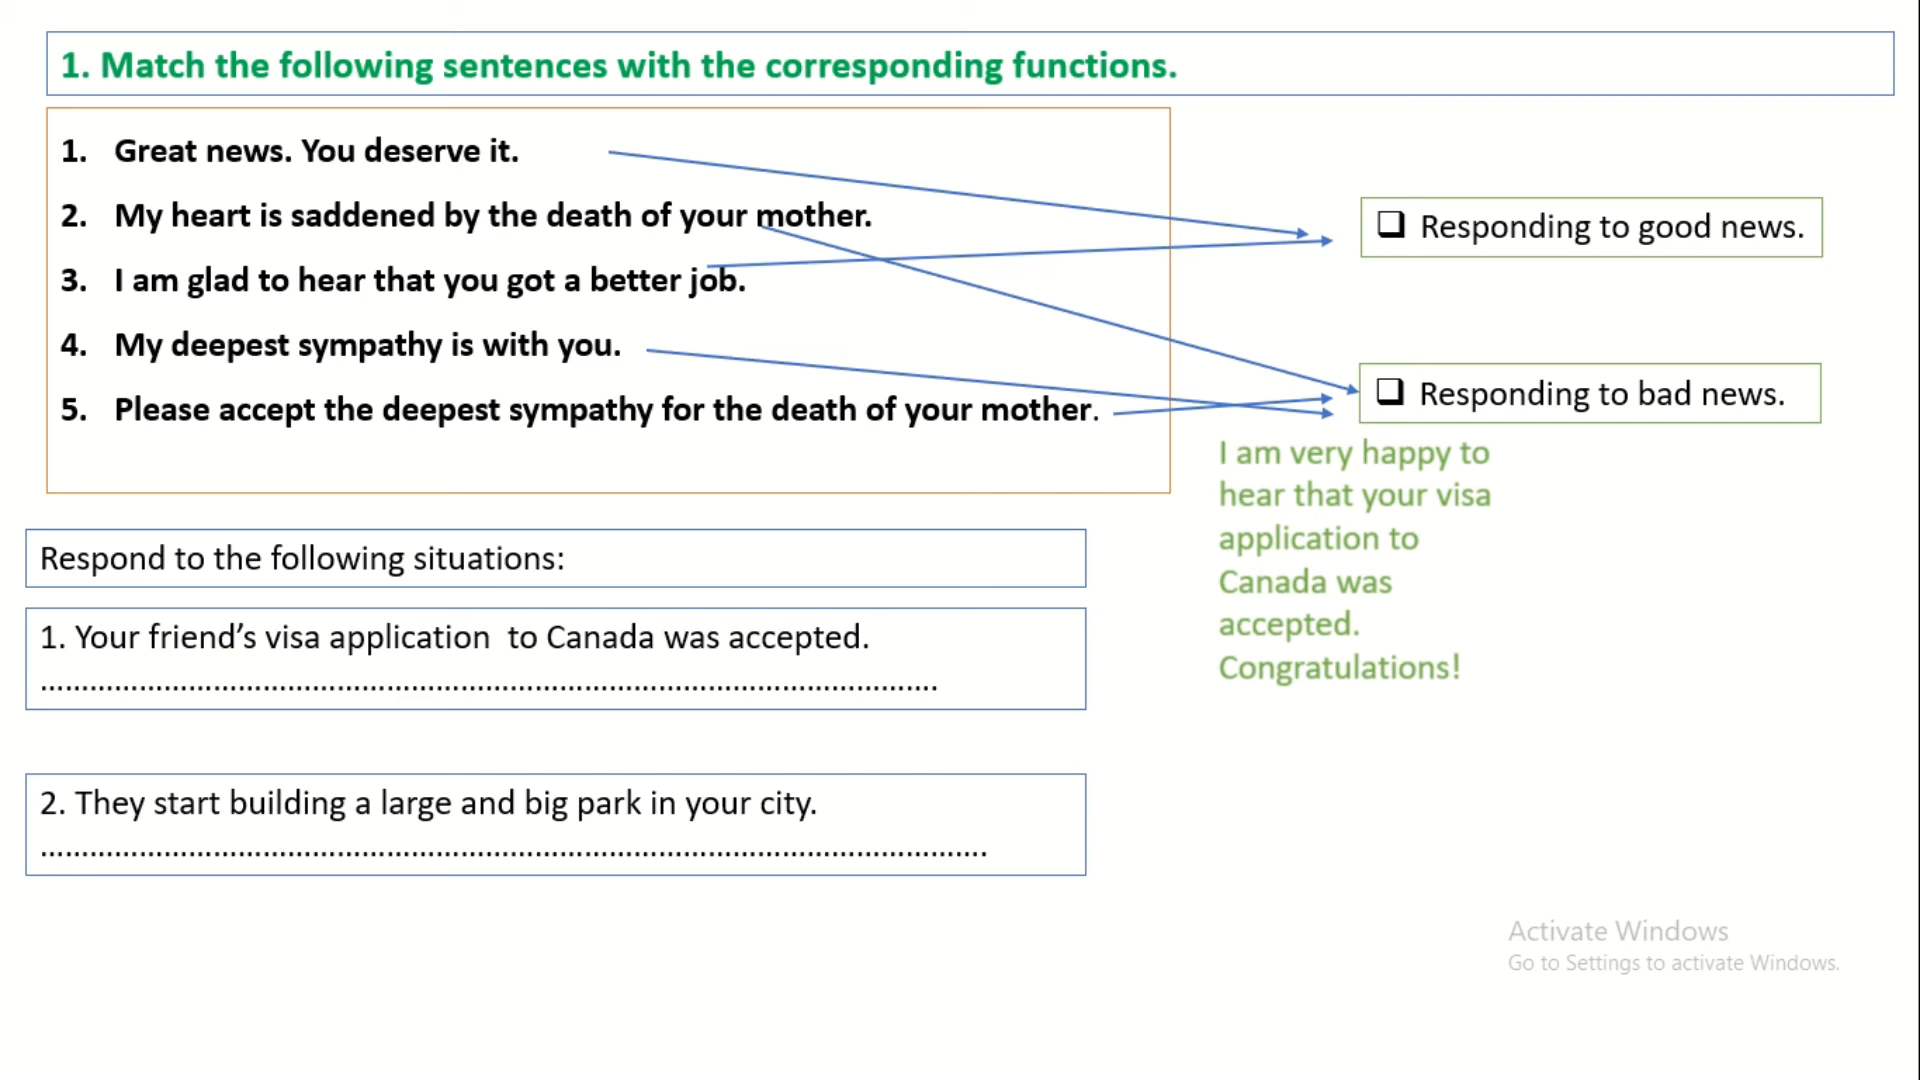 1. Match the following sentences with the corresponding functions.
1. Great news. You deserve it.
2. My heart is saddened by the death of your mother.
3. I am glad to hear that you got a better job.
4. My deepest sympathy is with you.
5. Please accept the deepest sympathy for the death of your mother.
❑ Responding to good news.
❑ Responding to bad news.
I am very happy to
hear that your visa
application to
Canada was
accepted.
Congratulations!
Respond to the following situations:
1. Your friend’s visa application  to Canada was accepted.
……………………………………………………………………………………………….
2. They start building a large and big park in your city.
…………………………………………………………………………………………………….
Activate Windows
Go to Settings to activate Windows.